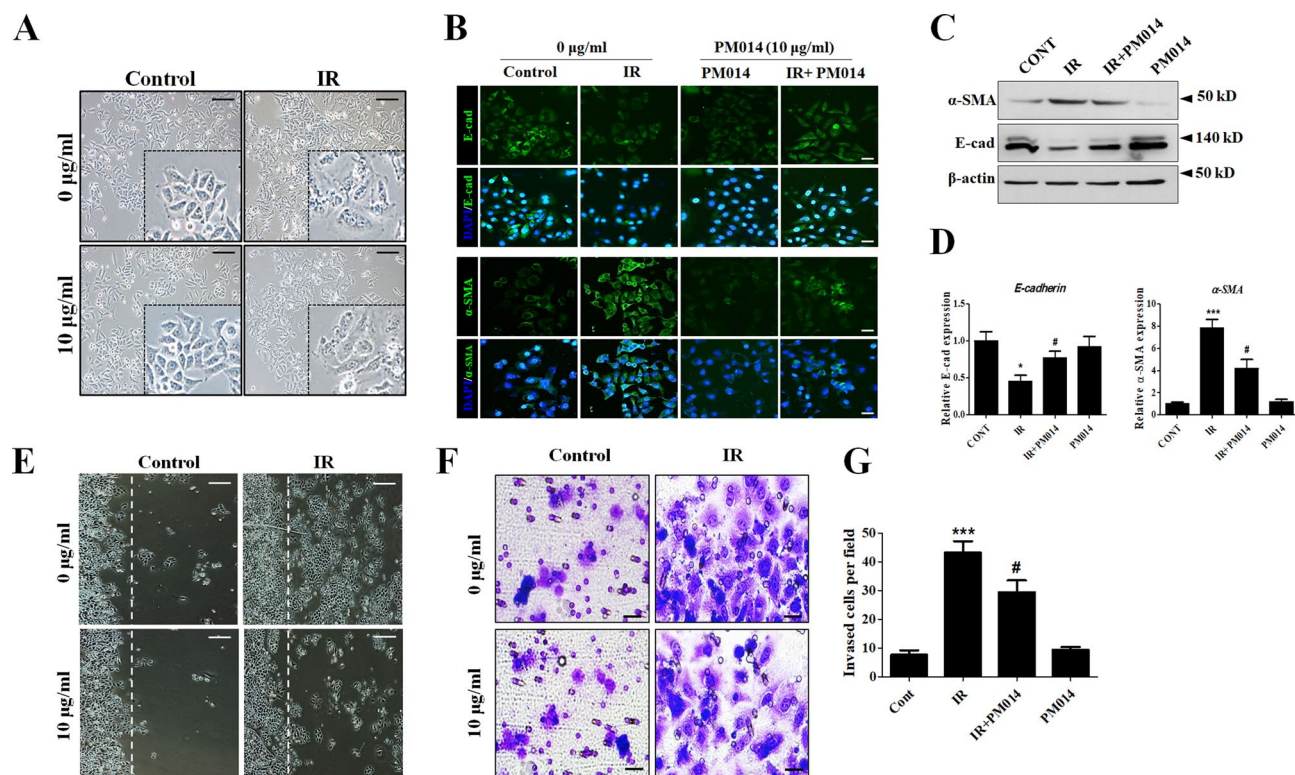 A
Control IR
0 µg/ml
10 µg/ml
B
0 µg/ml PM014 (10 µg/ml)
Control IR PM014 IR+ PM014
E-cad
DAPI/E-cad
α-SMA
DAPI/α-SMA
C
CONT IR IR+PM014 PM014
α-SMA 50 kD
E-cad 140 kD
β-actin 50 kD
D
E-cadherin
Relative E-cad expression
1.5
1.0
0.5
0.0
* #
CONT IR IR+PM014 PM014
α-SMA
Relative α-SMA expression
10
8
6
4
2
0
*** #
CONT IR IR+PM014 PM014
E
Control IR
0 µg/ml
10 µg/ml
F
Control IR
0 µg/ml
10 µg/ml
G
Invased cells per field
50
40
30
20
10
0
*** #
Cont IR IR+PM014 PM014